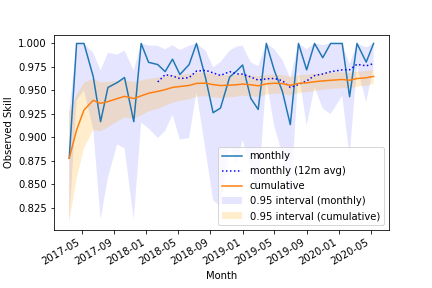 1.000
0.975
0.950
0.925
0.900
0.875
0.850
0.825
Observed Skill
monthly
monthly (12m avg)
cumulative
0.95 interval (monthly)
0.95 interval (cumulative)
2017-05
2017-09
2018-01
2018-05
2018-09
2019-01
2019-05
2019-09
2020-01
2020-05
Month